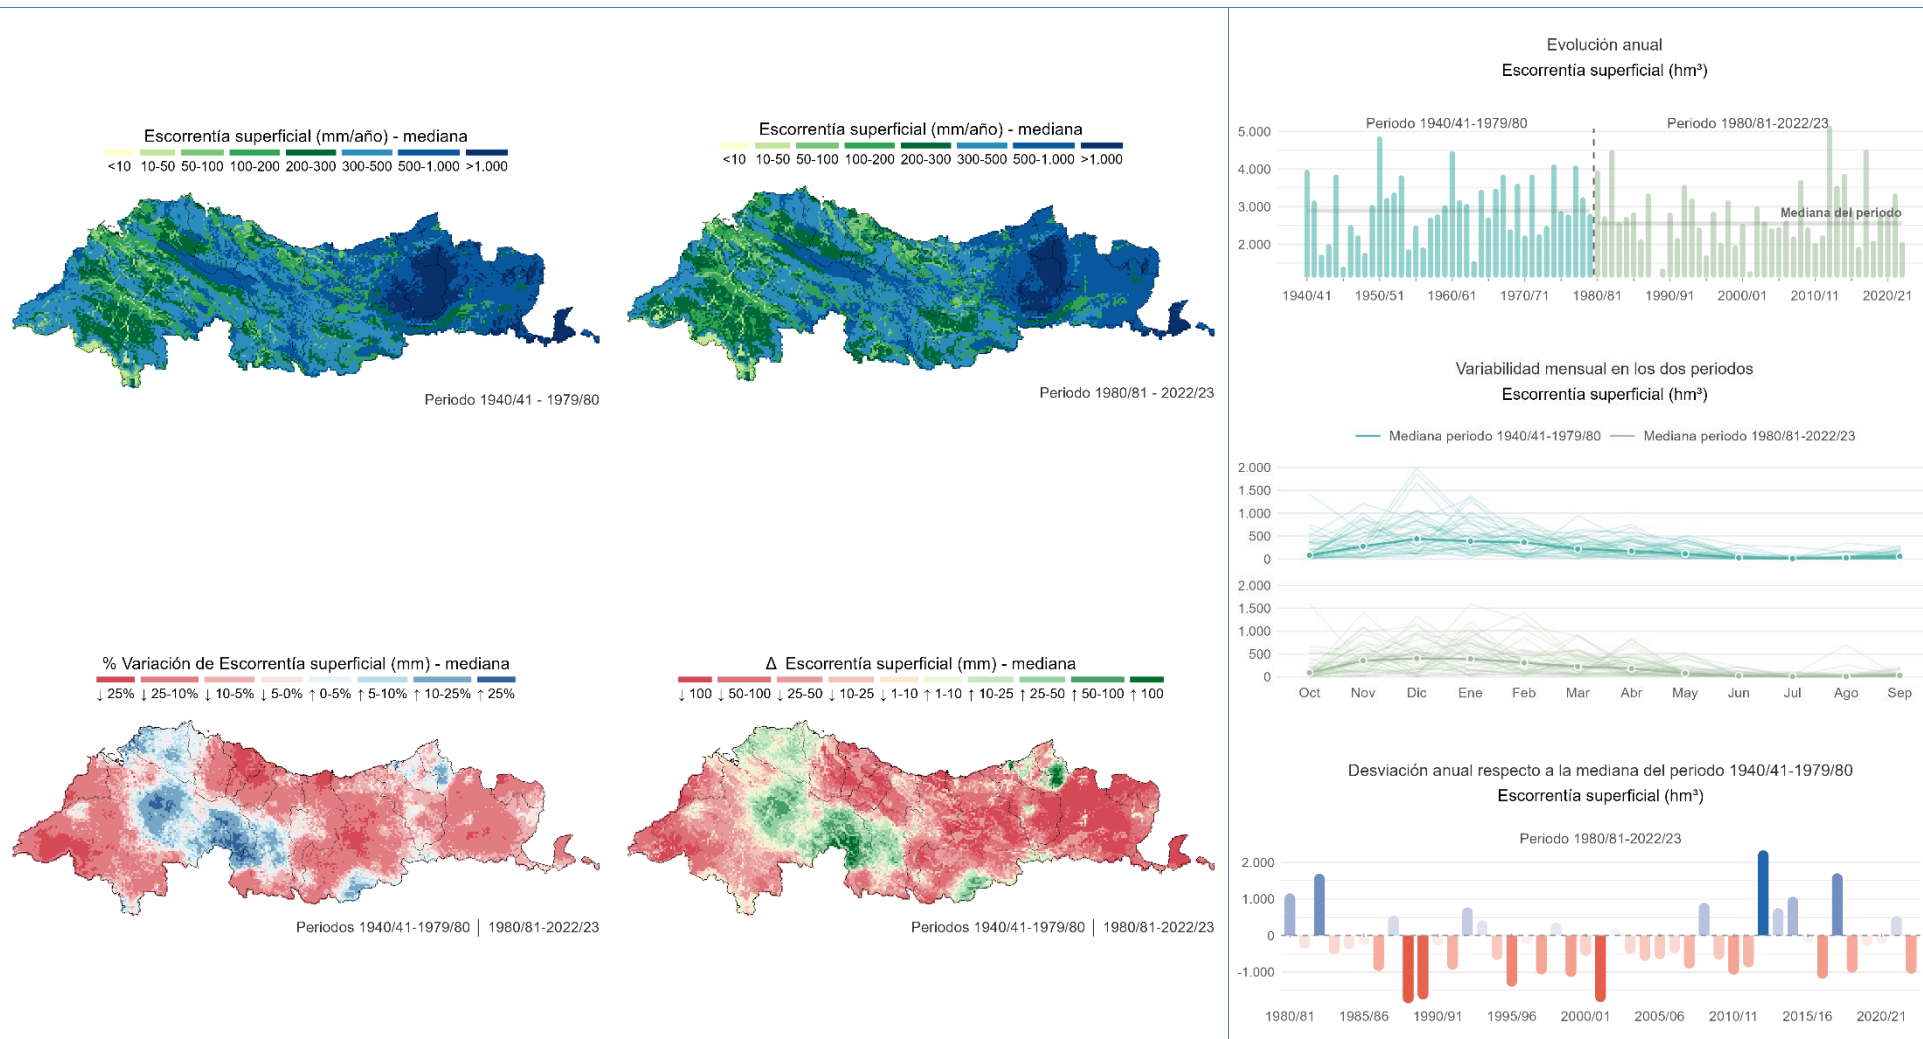 Escorrentía superficial (mm/año) - mediana
<10 10-50 50-100 100-200 200-300 300-500 500-1.000 >1.000
Periodo 1940/41 - 1979/80
Escorrentía superficial (mm/año) - mediana
<10 10-50 50-100 100-200 200-300 300-500 500-1.000 >1.000
Periodo 1980/81 - 2022/23
% Variación de Escorrentía superficial (mm) - mediana
↓ 25% ↓ 25-10% ↓ 10-5% ↓ 5-0% ↑ 0-5% ↑ 5-10% ↑ 10-25% ↑ 25%
Periodos 1940/41-1979/80 | 1980/81-2022/23
Δ Escorrentía superficial (mm) - mediana
↓ 100 ↓ 50-100 ↓ 25-50 ↓ 10-25 ↓ 1-10 ↑ 1-10 ↑ 10-25 ↑ 25-50 ↑ 50-100 ↑ 100
Periodos 1940/41-1979/80 | 1980/81-2022/23
Evolución anual
Escorrentía superficial (hm³)
Periodo 1940/41-1979/80 Periodo 1980/81-2022/23
5.000
4.000
3.000
Mediana del periodo
2.000
1940/41 1950/51 1960/61 1970/71 1980/81 1990/91 2000/01 2010/11 2020/21
Variabilidad mensual en los dos periodos
Escorrentía superficial (hm³)
Mediana periodo 1940/41-1979/80 Mediana periodo 1980/81-2022/23
2.000
1.500
1.000
500
0
2.000
1.500
1.000
500
0
Oct Nov Dic Ene Feb Mar Abr May Jun Jul Ago Sep
Desviación anual respecto a la mediana del periodo 1940/41-1979/80
Escorrentía superficial (hm³)
Periodo 1980/81-2022/23
2.000
1.000
0
-1.000
1980/81 1985/86 1990/91 1995/96 2000/01 2005/06 2010/11 2015/16 2020/21